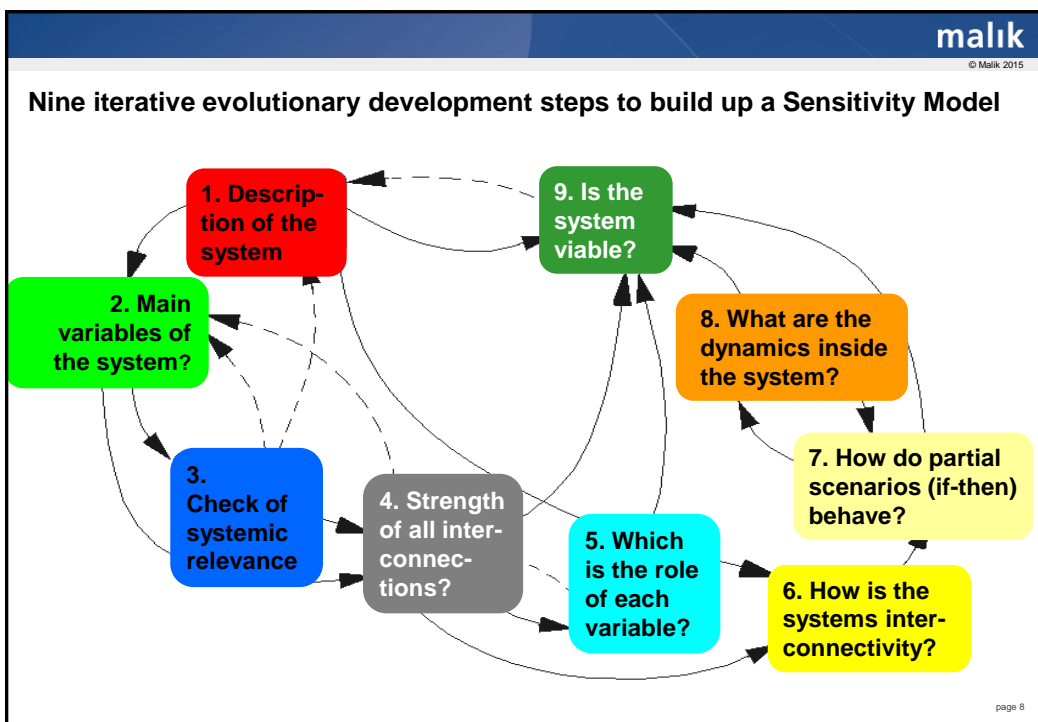 malık
© Malik 2015
Nine iterative evolutionary development steps to build up a Sensitivity Model
1. Descrip-
tion of the
system
2. Main
variables of
the system?
3.
Check of
systemic
relevance
4. Strength
of all inter-
connec-
tions?
5. Which
is the role
of each
variable?
6. How is the
systems inter-
connectivity?
7. How do partial
scenarios (if-then)
behave?
8. What are the
dynamics inside
the system?
9. Is the
system
viable?
page 8